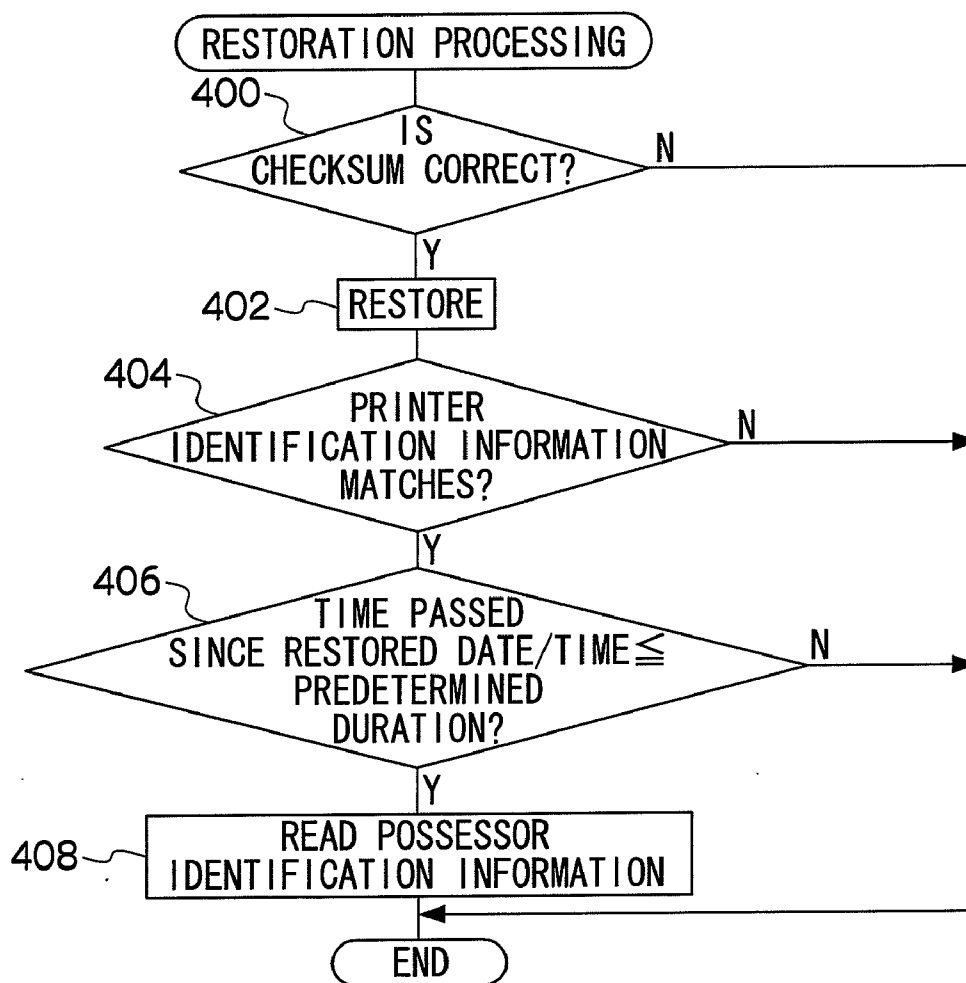 RESTORATION PROCESSING
400
IS
CHECKSUM CORRECT?
N
Y
402
RESTORE
404
PRINTER
IDENTIFICATION INFORMATION
MATCHES?
N
Y
406
TIME PASSED
SINCE RESTORED DATE/TIME≦
PREDETERMINED
DURATION?
N
Y
408
READ POSSESSOR
IDENTIFICATION INFORMATION
END